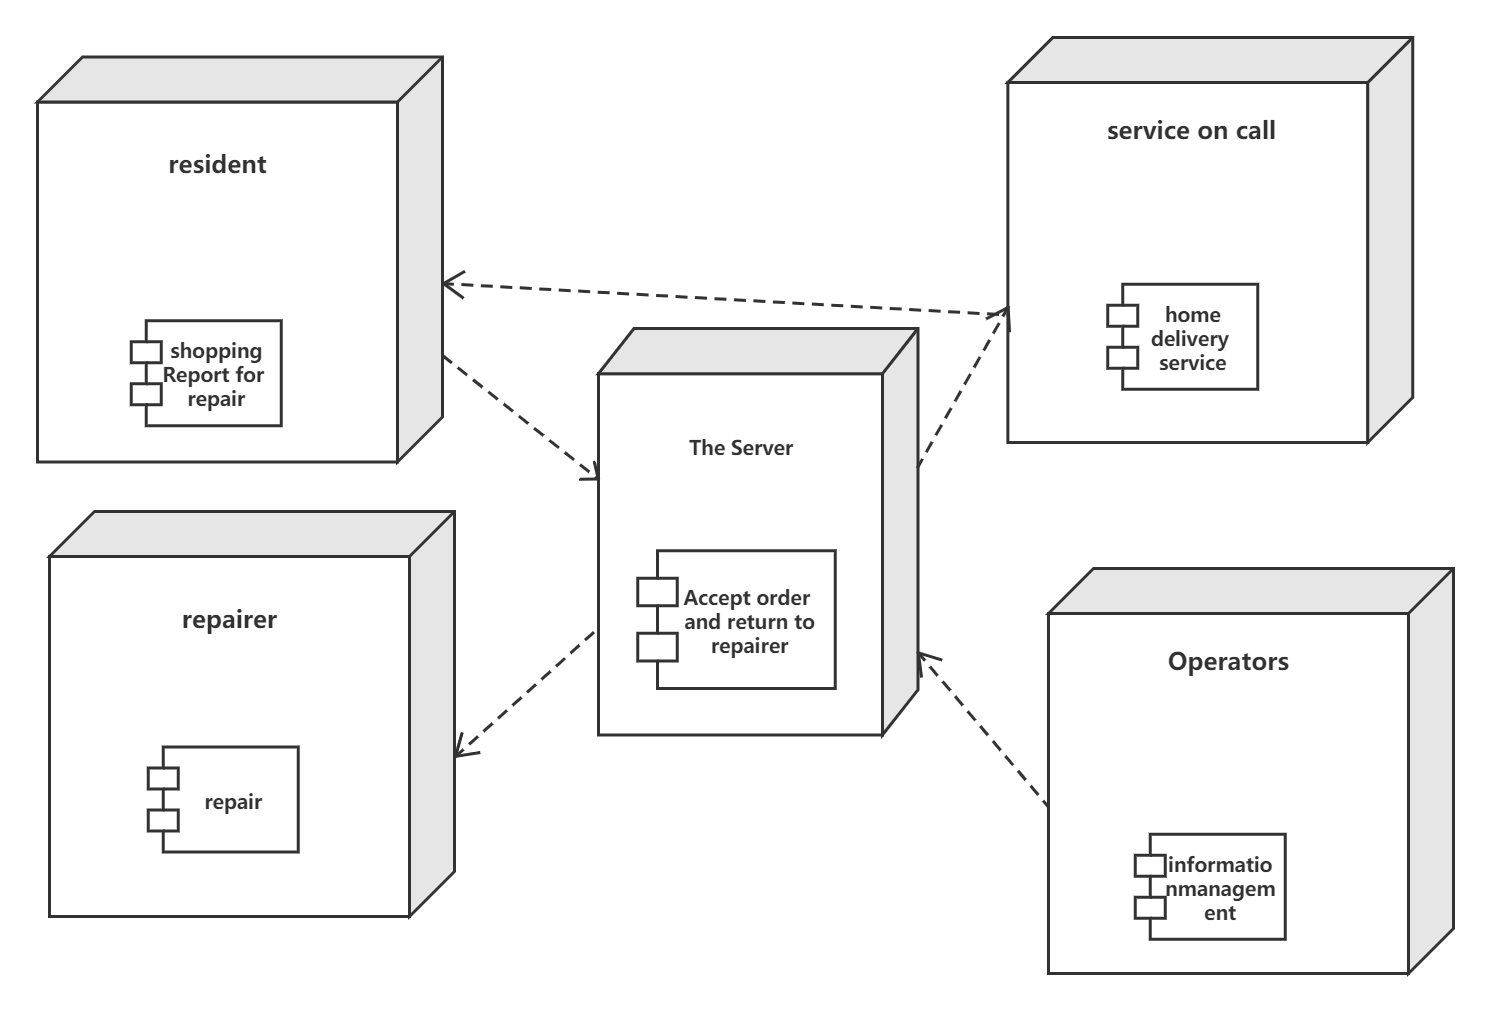 resident
shopping
Report for
repair
service on call
home
delivery
service
The Server
Accept order
and return to
repairer
repairer
repair
Operators
informatio
nmanagem
ent